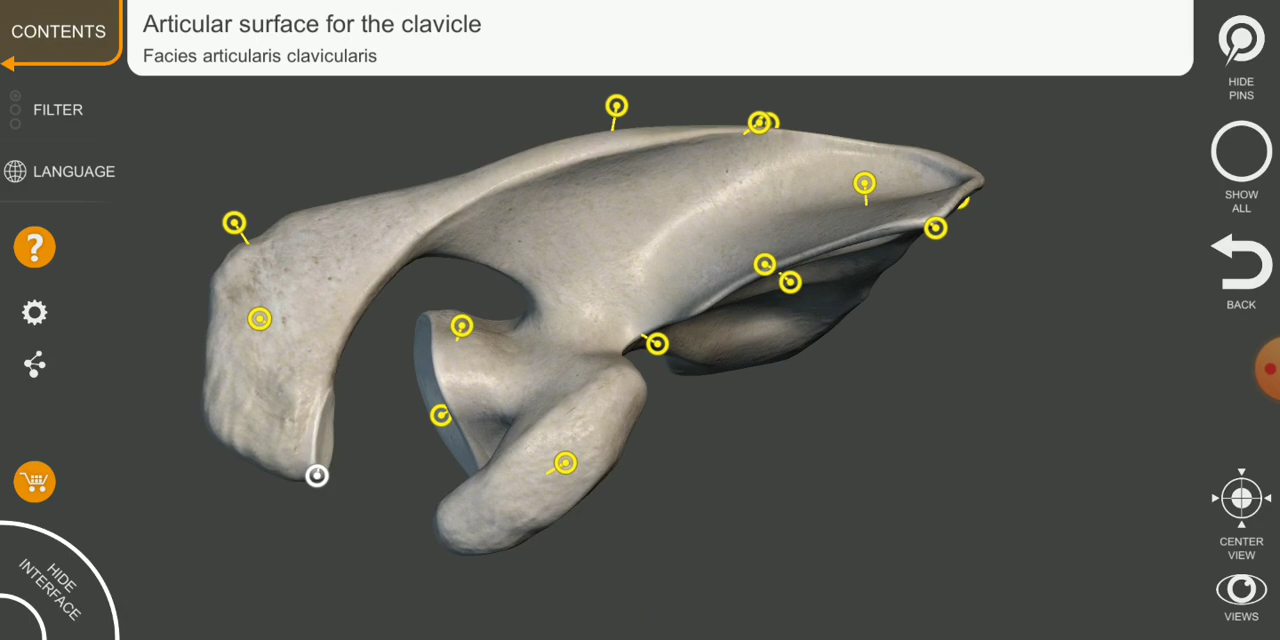 CONTENTS
Articular surface for the clavicle
Facies articularis clavicularis
FILTER
LANGUAGE
?
HIDE
INTERFACE
HIDE
PINS
SHOW
ALL
BACK
CENTER
VIEW
VIEWS